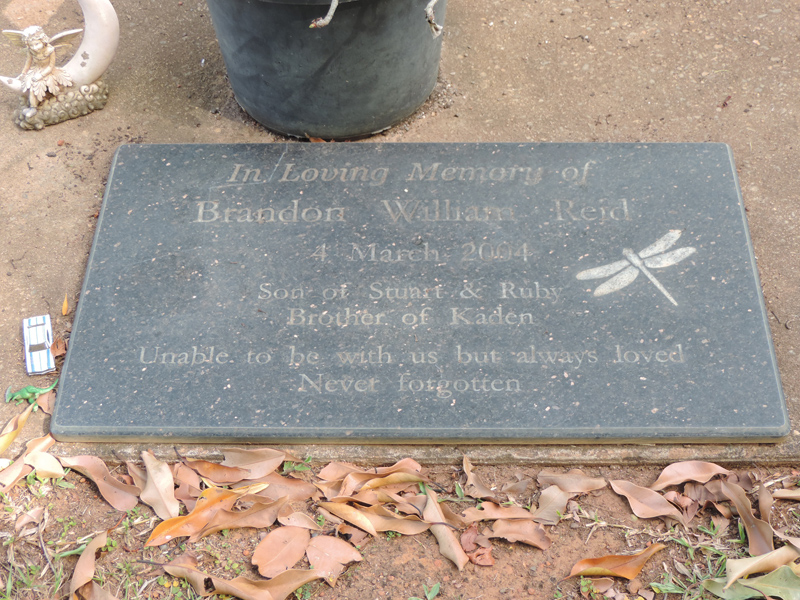 In Loving Memory of
Brandon William Reid
4 March 2004
Son of Stuart & Ruby
Brother of Kaden
Unable to be with us but always loved
Never forgotten